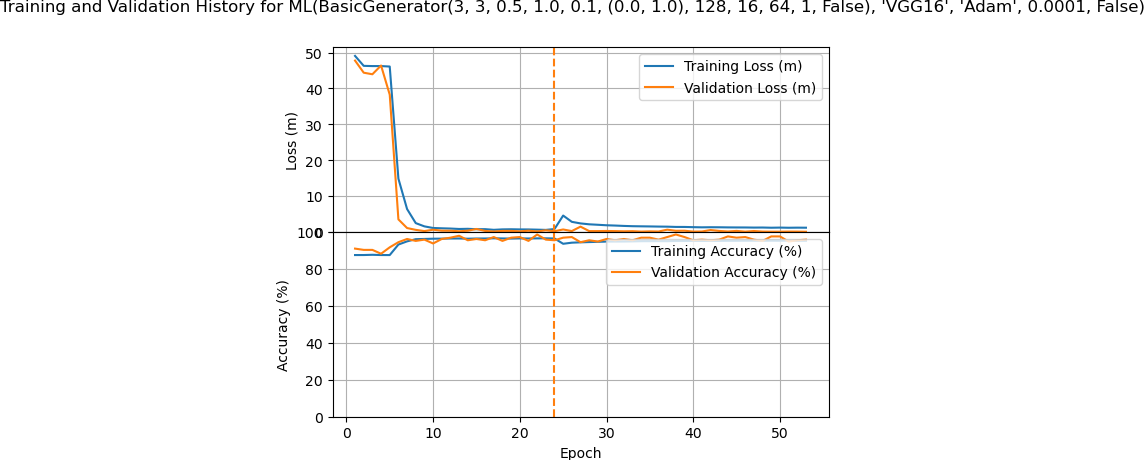 Training and Validation History for ML(BasicGenerator(3, 3, 0.5, 1.0, 0.1, (0.0, 1.0), 128, 16, 64, 1, False), 'VGG16', 'Adam', 0.0001, False)
50
40
30
20
10
0
Loss (m)
Training Loss (m)
Validation Loss (m)
100
80
60
40
20
0
Accuracy (%)
Training Accuracy (%)
Validation Accuracy (%)
0 10 20 30 40 50
Epoch